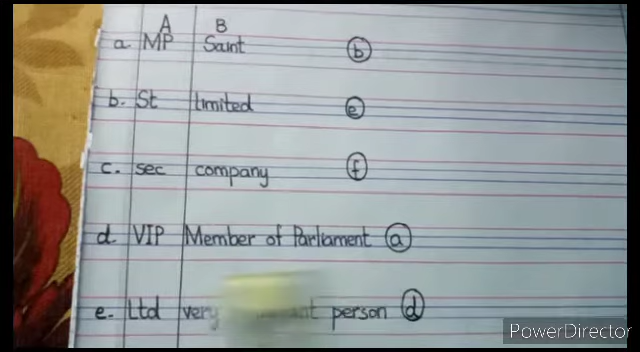 A B
a. MP Saint (b)
b. St Limited (e)
c. sec company (f)
d. VIP Member of Parliament (a)
e. Ltd very person (d)
PowerDirector